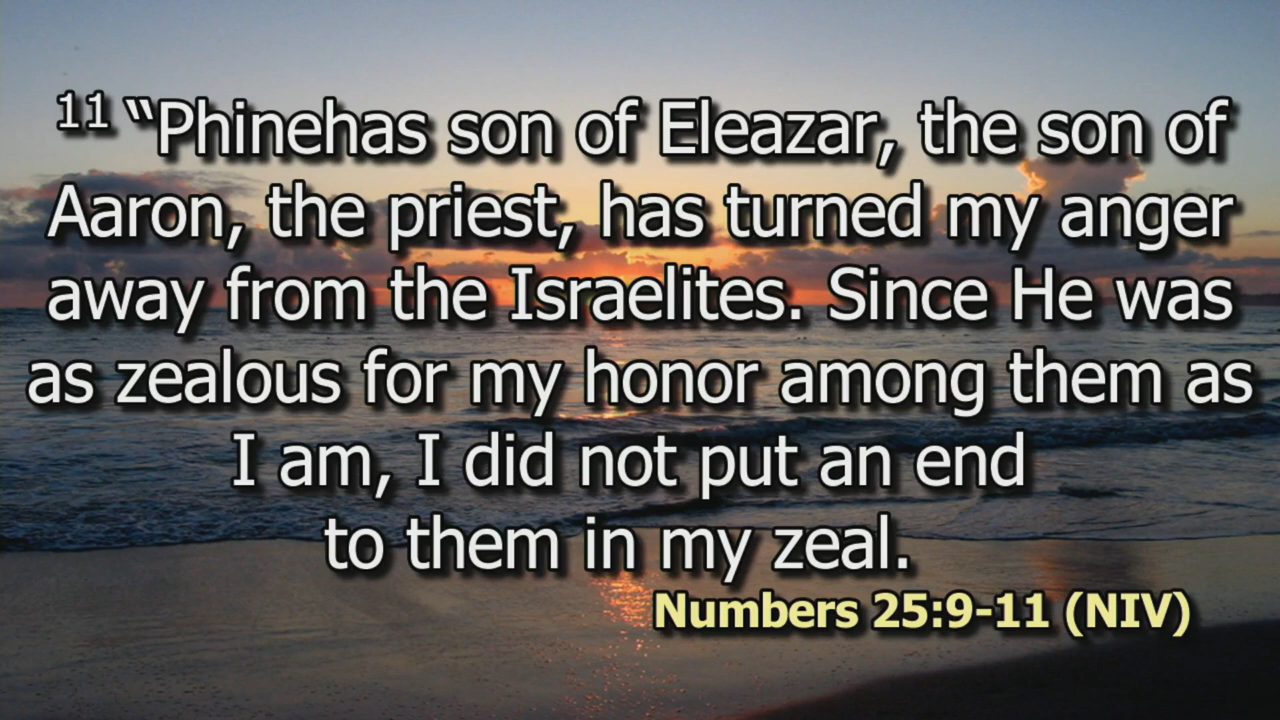 11 “Phinehas son of Eleazar, the son of
Aaron, the priest, has turned my anger
away from the Israelites. Since He was
as zealous for my honor among them as
I am, I did not put an end
to them in my zeal.
Numbers 25:9-11 (NIV)